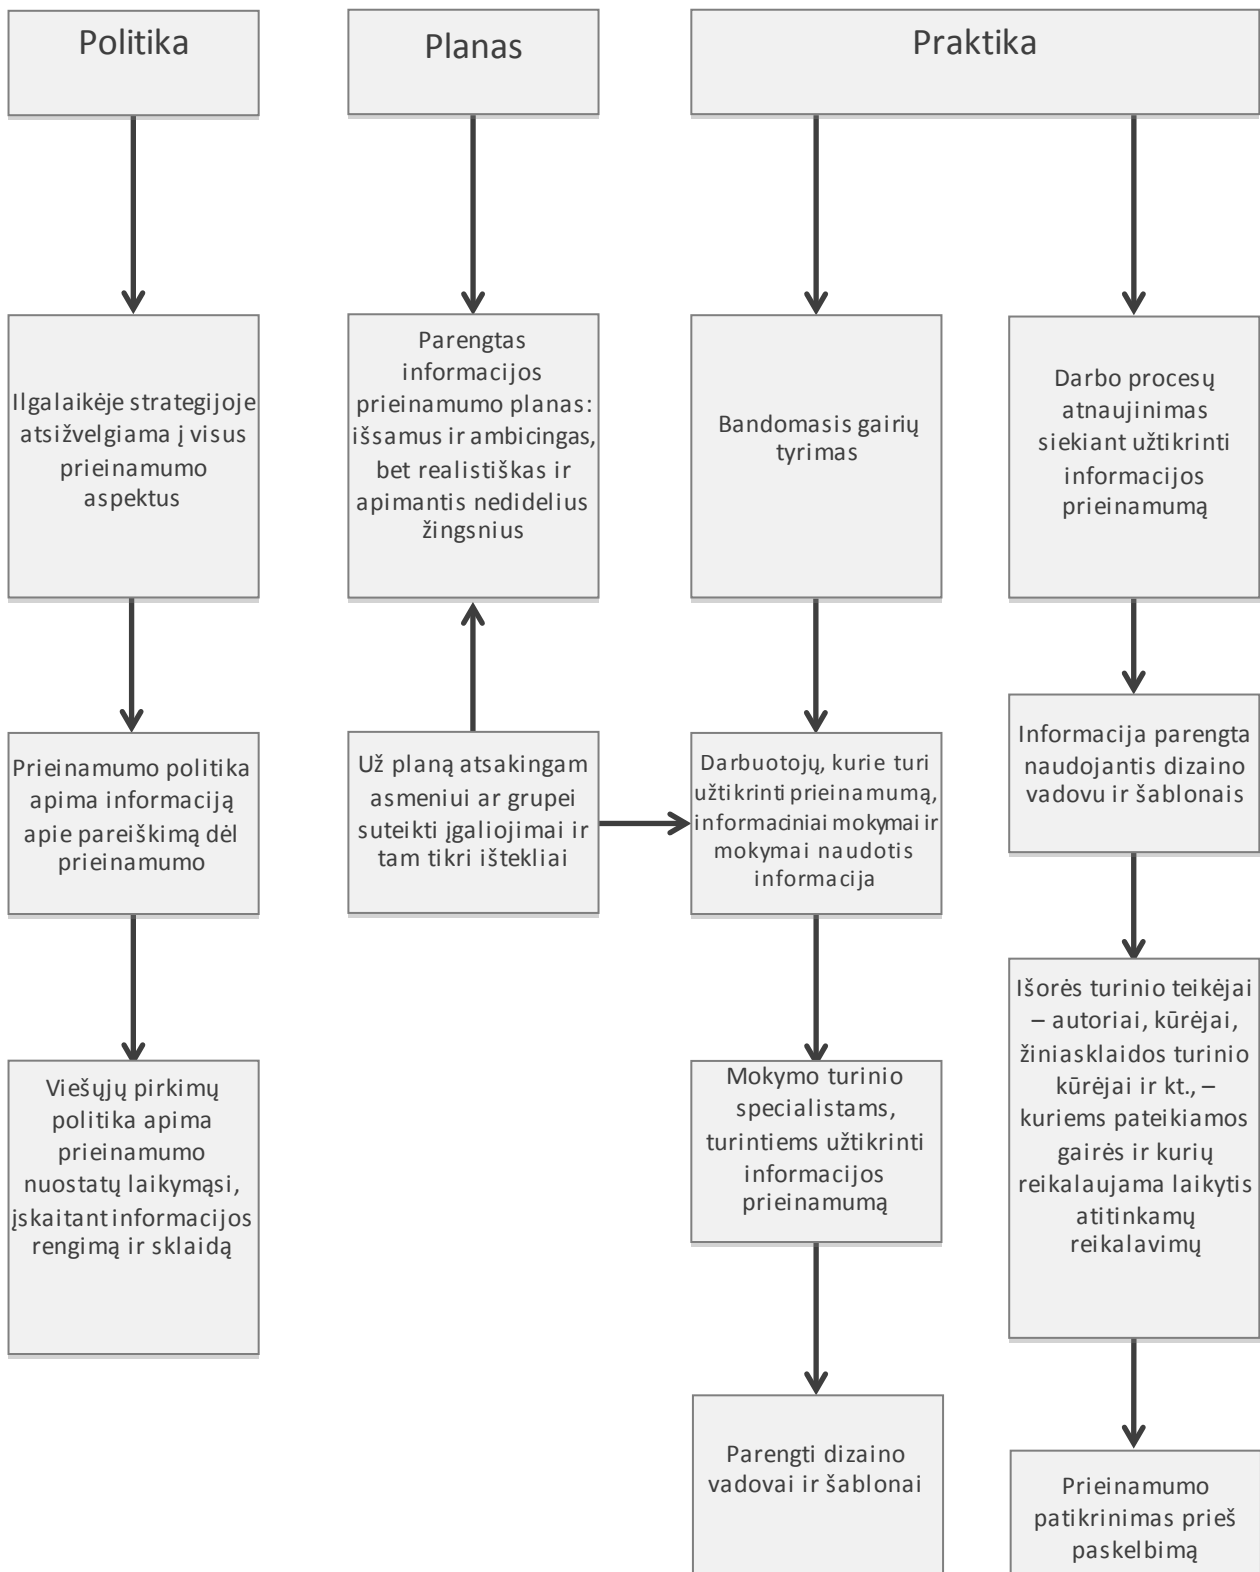 Politika
Planas
Praktika
Ilgalaikėje strategijoje
atsižvelgiama į visus
prieinamumo
aspektus
Parengtas
informacijos
prieinamumo planas:
išsamus ir ambicingas,
bet realistiškas ir
apimantis nedidelius
žingsnius
Bandomasis gairių
tyrimas
Darbo procesų
atnaujinimas
siekiant užtikrinti
informacijos
prieinamumą
Prieinamumo politika
apima informaciją
apie pareiškimą dėl
prieinamumo
Už planą atsakingam
asmeniui ar grupei
suteikti įgaliojimai ir
tam tikri ištekliai
Darbuotojų, kurie turi
užtikrinti prieinamumą,
informaciniai mokymai ir
mokymai naudotis
informacija
Informacija parengta
naudojantis dizaino
vadovu ir šablonais
Viešųjų pirkimų
politika apima
prieinamumo
nuostatų laikymąsi,
įskaitant informacijos
rengimą ir sklaidą
Mokymo turinio
specialistams,
turintiems užtikrinti
informacijos
prieinamumą
Išorės turinio teikėjai
– autoriai, kūrėjai,
žiniasklaidos turinio
kūrėjai ir kt., –
kuriems pateikiamos
gairės ir kurių
reikalaujama laikytis
atitinkamų
reikalavimų
Parengti dizaino
vadovai ir šablonai
Prieinamumo
patikrinimas prieš
paskelbimą